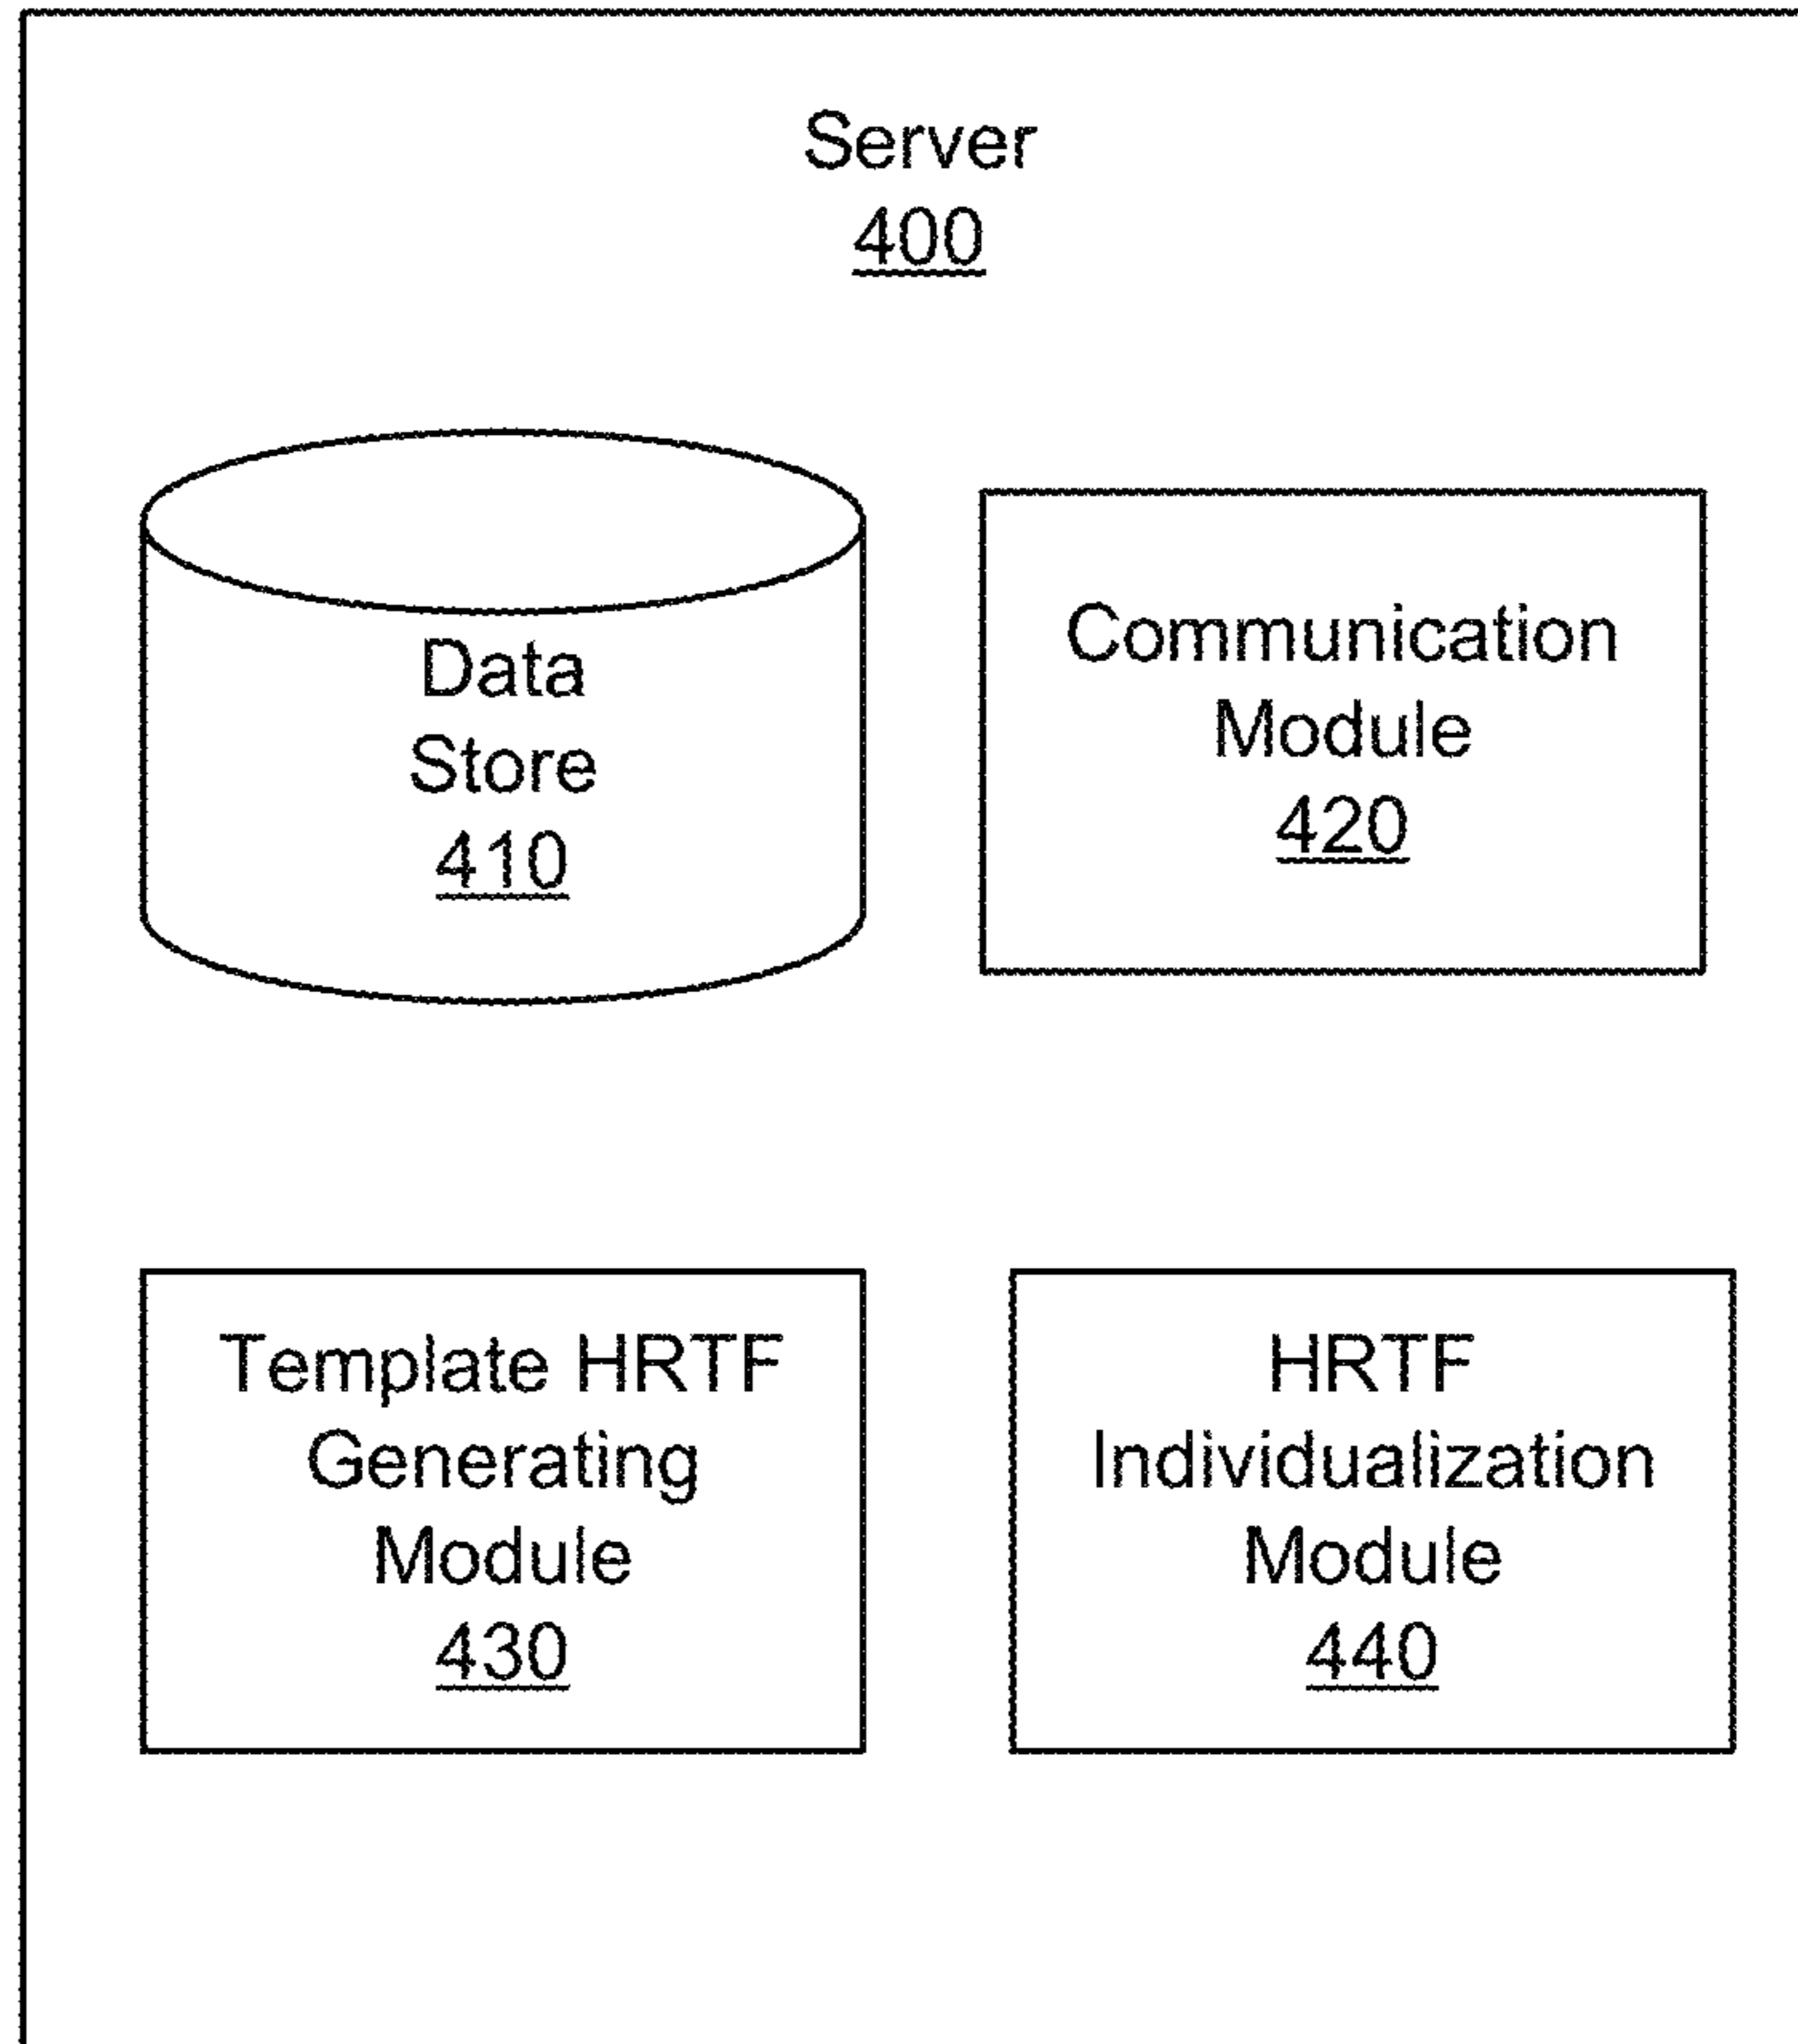 Server
400
Data
Store
410
Communication
Module
420
Template HRTF
Generating
Module
430
HRTF
Individualization
Module
440